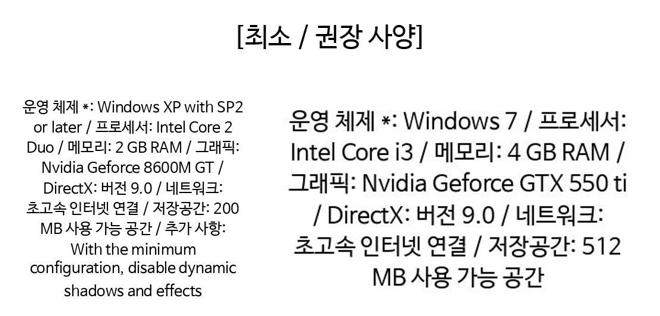 [최소 / 권장 사양]
운영 체제 *: Windows XP with SP2
or later / 프로세서: Intel Core 2
Duo / 메모리: 2 GB RAM / 그래픽:
Nvidia Geforce 8600M GT /
DirectX: 버전 9.0 / 네트워크:
초고속 인터넷 연결 / 저장공간: 200
MB 사용 가능 공간 / 추가 사항:
With the minimum
configuration, disable dynamic
shadows and effects
운영 체제 *: Windows 7 / 프로세서:
Intel Core i3 / 메모리: 4 GB RAM /
그래픽: Nvidia Geforce GTX 550 ti
/ DirectX: 버전 9.0 / 네트워크:
초고속 인터넷 연결 / 저장공간: 512
MB 사용 가능 공간